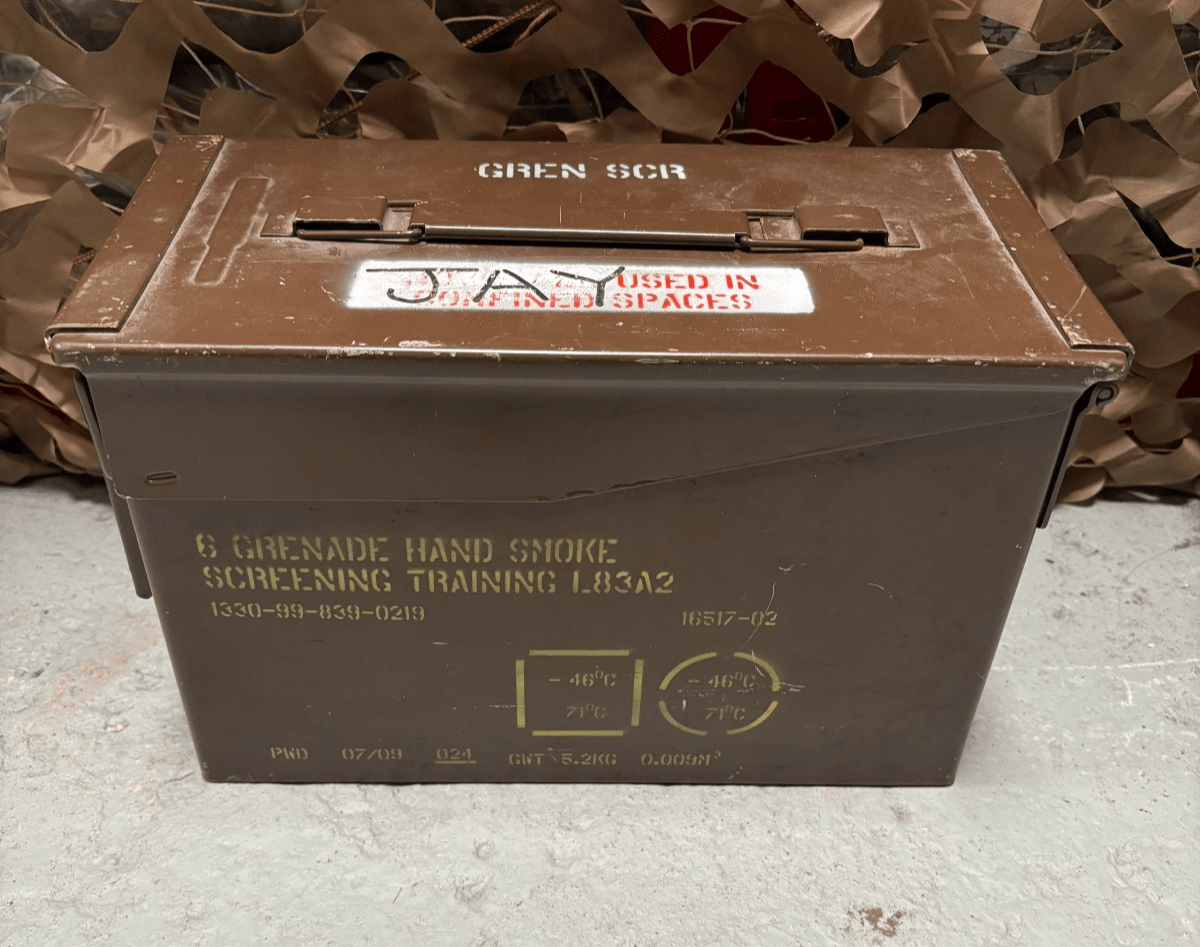 GREN SCR
JAY USED IN
CONFINED SPACES
6 GRENADE HAND SMOKE
SCREENING TRAINING L83A2
1330-99-839-0219 16517-02
- 46°C - 46°C
71°C 71°C
PWD 07/09 024 GWT 5.2KG 0.009M³